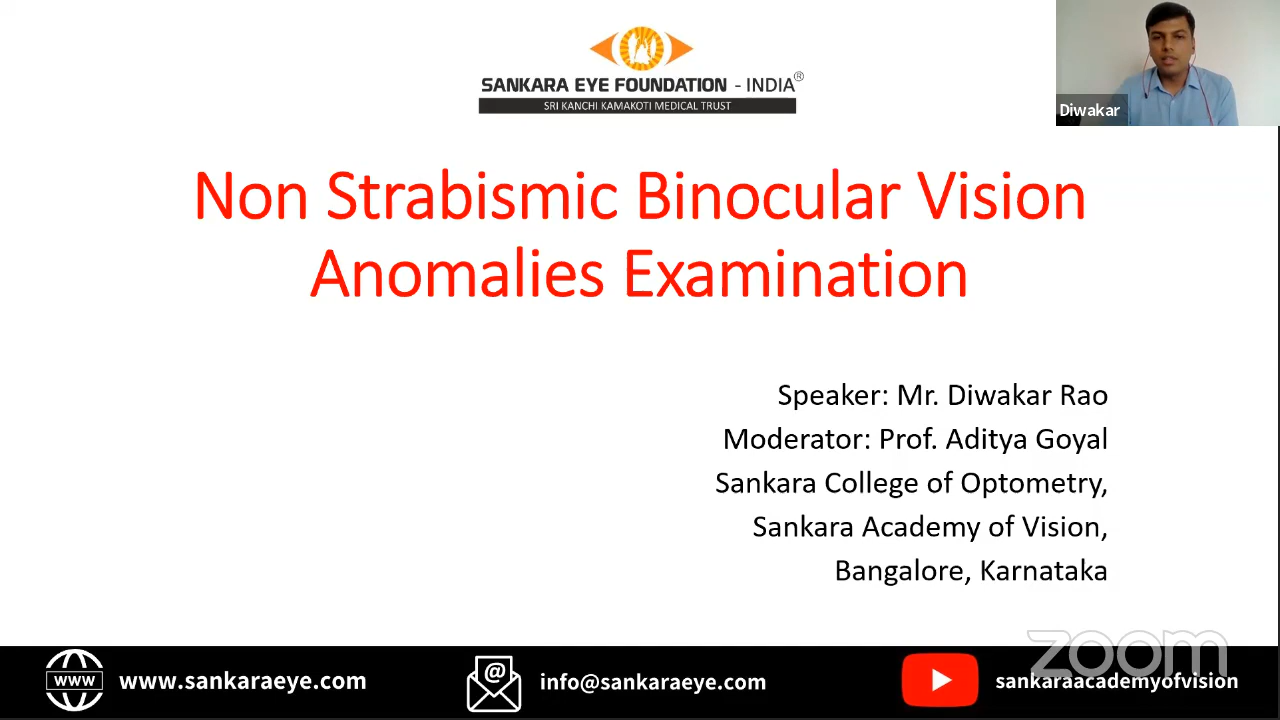 SANKARA EYE FOUNDATION - INDIA®
SRI KANCHI KAMAKOTI MEDICAL TRUST
Diwakar
Non Strabismic Binocular Vision
Anomalies Examination
Speaker: Mr. Diwakar Rao
Moderator: Prof. Aditya Goyal
Sankara College of Optometry,
Sankara Academy of Vision,
Bangalore, Karnataka
zoom
www
www.sankaraeye.com
@
info@sankaraeye.com
sankaraacademyofvision